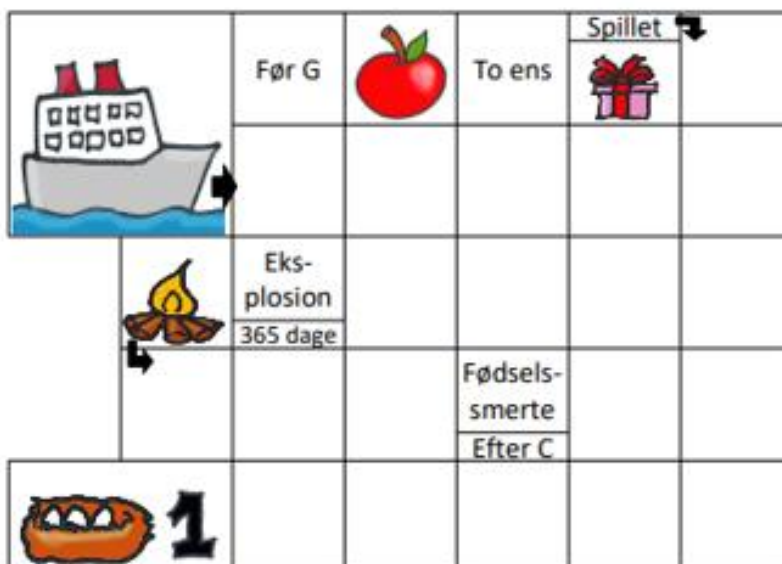 Spillet
Før G
To ens
Eks-
plosion
365 dage
Fødsels-
smerte
Efter C
1